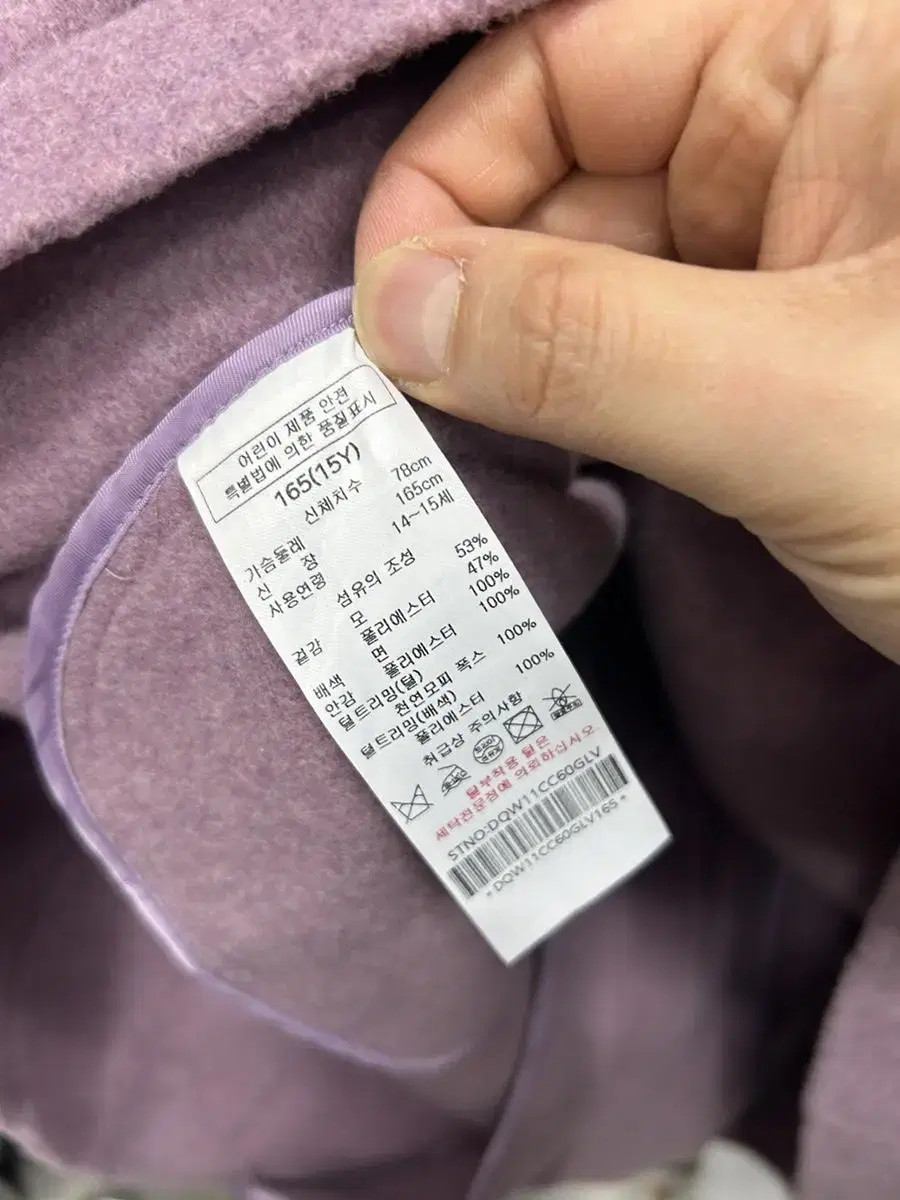 어린이 제품 안전
특별법에 의한 품질표시
165(15Y)
신체치수
가슴둘레 78cm
신 장 165cm
사용연령 14~15세
섬유의 조성
겉감 모 53%
폴리에스터 47%
배색 면 100%
안감 폴리에스터 100%
털트리밍(털)
천연모피 폭스 100%
털트리밍(배색)
폴리에스터 100%
취급상 주의사항
털부착용 털은
세탁전문점에 의뢰하십시오.
STNO:DQW11CC60GLV
*DQW11CC60GLV165*